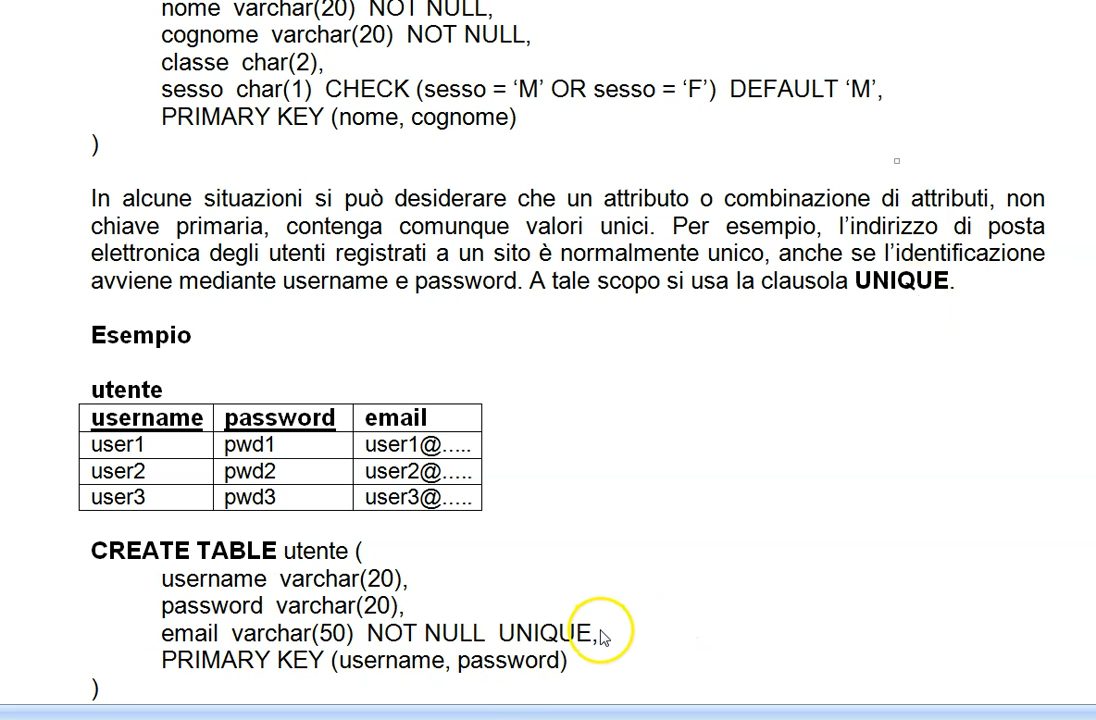 nome varchar(20) NOT NULL,
cognome varchar(20) NOT NULL,
classe char(2),
sesso char(1) CHECK (sesso = ‘M’ OR sesso = ‘F’) DEFAULT ‘M’,
PRIMARY KEY (nome, cognome)
)
In alcune situazioni si può desiderare che un attributo o combinazione di attributi, non
chiave primaria, contenga comunque valori unici. Per esempio, l’indirizzo di posta
elettronica degli utenti registrati a un sito è normalmente unico, anche se l’identificazione
avviene mediante username e password. A tale scopo si usa la clausola UNIQUE.
Esempio
utente
username password email
user1 pwd1 user1@.....
user2 pwd2 user2@.....
user3 pwd3 user3@.....
CREATE TABLE utente (
username varchar(20),
password varchar(20),
email varchar(50) NOT NULL UNIQUE,
PRIMARY KEY (username, password)
)